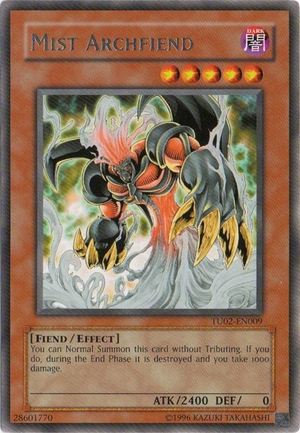 MIST ARCHFIEND
DARK
闇
TU02-EN009
[FIEND / EFFECT]
You can Normal Summon this card without Tributing. If you
do, during the End Phase it is destroyed and you take 1000
damage.
ATK/2400 DEF/ 0
28601770
©1996 KAZUKI TAKAHASHI